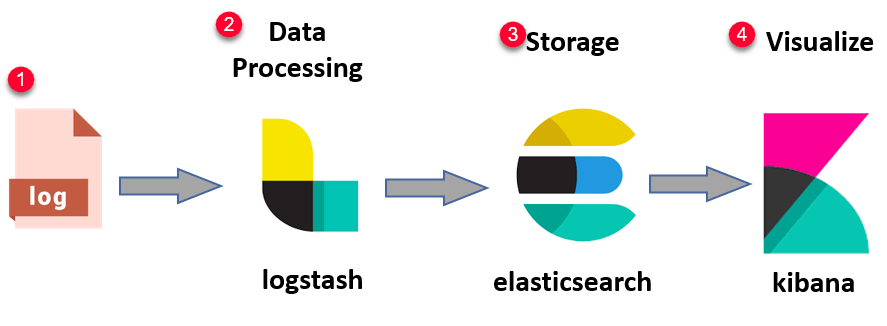 1
log
2
Data
Processing
logstash
3
Storage
elasticsearch
4
Visualize
kibana